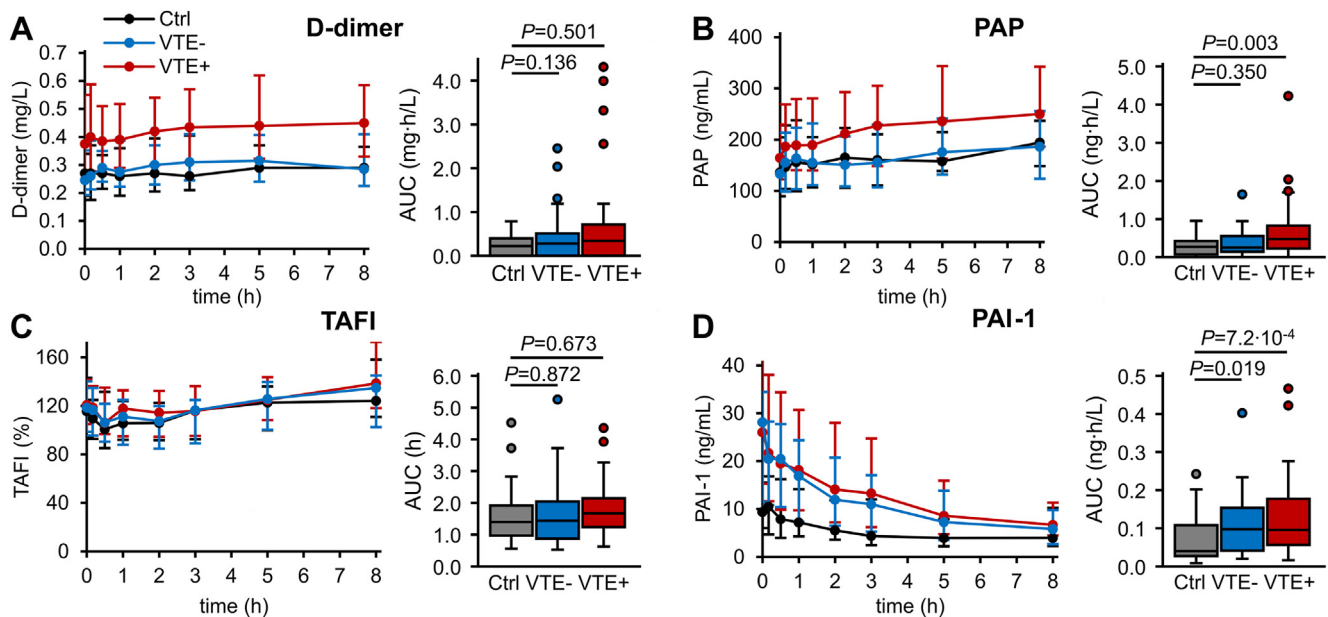 A
Ctrl
VTE-
VTE+
D-dimer
0.7
0.6
0.5
0.4
0.3
0.2
0.1
0.0
D-dimer (mg/L)
0 1 2 3 4 5 6 7 8
time (h)
P=0.501
P=0.136
5.0
4.0
3.0
2.0
1.0
0.0
AUC (mg·h/L)
Ctrl VTE- VTE+
B
PAP
400
300
200
100
0
PAP (ng/mL)
0 1 2 3 4 5 6 7 8
time (h)
P=0.003
P=0.350
5.0
4.0
3.0
2.0
1.0
0.0
AUC (ng·h/L)
Ctrl VTE- VTE+
C
TAFI
160
120
80
40
0
TAFI (%)
0 1 2 3 4 5 6 7 8
time (h)
P=0.673
P=0.872
6.0
5.0
4.0
3.0
2.0
1.0
0.0
AUC (h)
Ctrl VTE- VTE+
D
PAI-1
40
30
20
10
0
PAI-1 (ng/mL)
0 1 2 3 4 5 6 7 8
time (h)
P=7.2·10-4
P=0.019
0.5
0.4
0.3
0.2
0.1
0.0
AUC (ng·h/L)
Ctrl VTE- VTE+